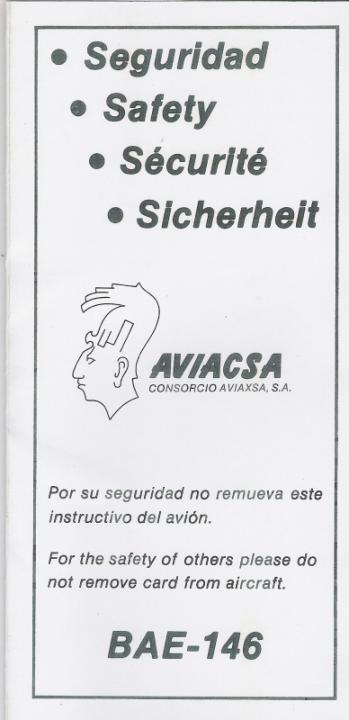 • Seguridad
• Safety
• Sécurité
• Sicherheit
AVIACSA
CONSORCIO AVIAXSA, S.A.
Por su seguridad no remueva este
instructivo del avión.
For the safety of others please do
not remove card from aircraft.
BAE-146